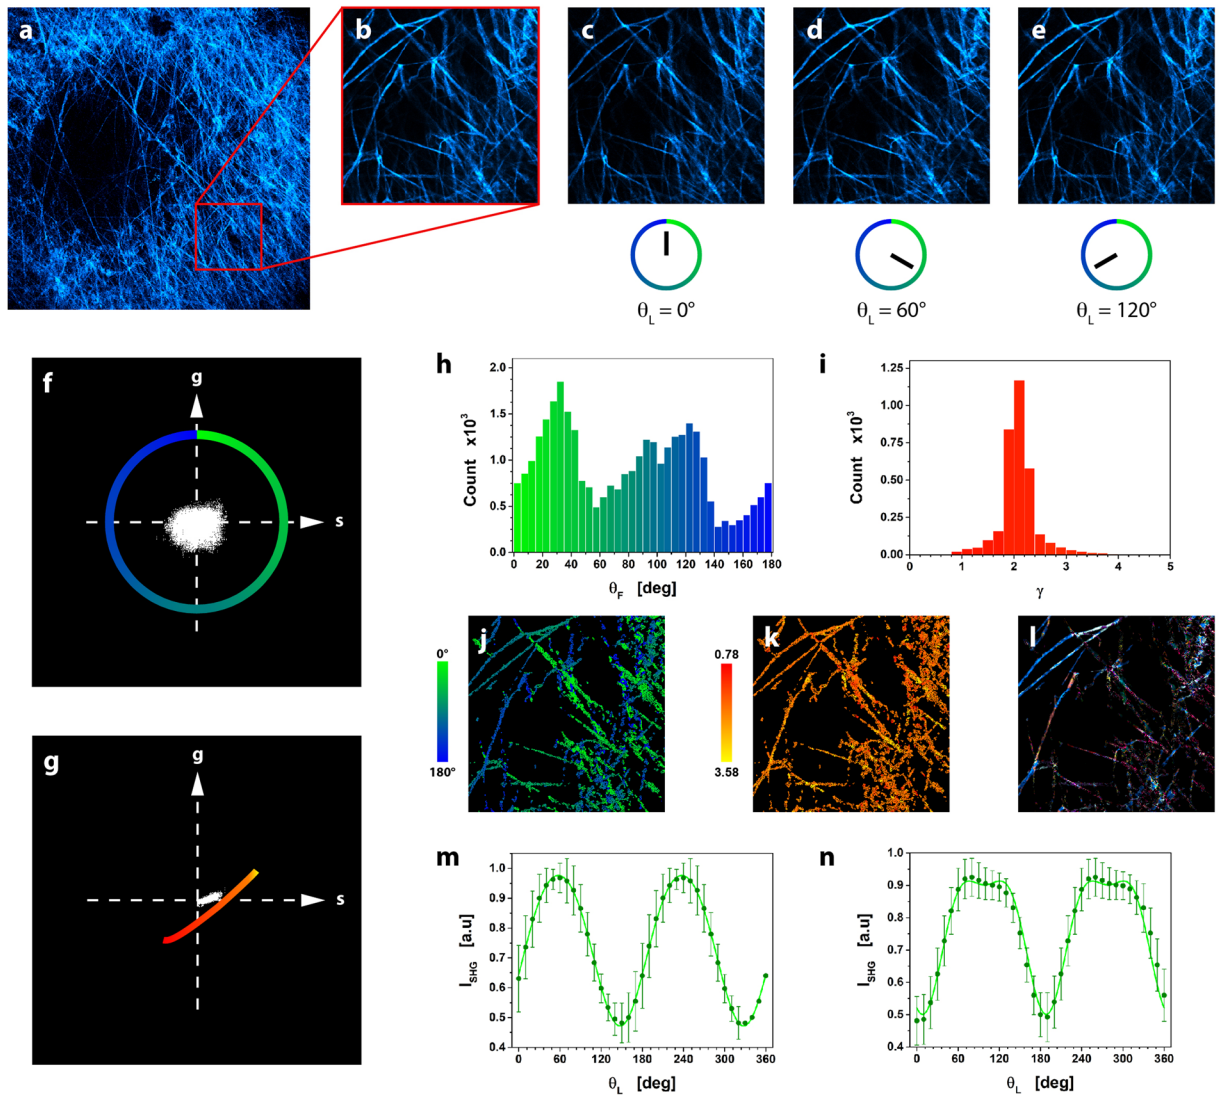 a
b
c
d
e
θL = 0°
θL = 60°
θL = 120°
f
g
s
h
Count x10³
2.0
1.5
1.0
0.5
0.0
0 20 40 60 80 100 120 140 160 180
θF [deg]
i
Count x10³
1.25
1.00
0.75
0.50
0.25
0.00
1 2 3 4 5
γ
g
g
s
j
0°
180°
k
0.78
3.58
l
m
ISHG [a.u]
1.0
0.9
0.8
0.7
0.6
0.5
0.4
0 60 120 180 240 300 360
θL [deg]
n
ISHG [a.u]
1.0
0.9
0.8
0.7
0.6
0.5
0.4
0 60 120 180 240 300 360
θL [deg]